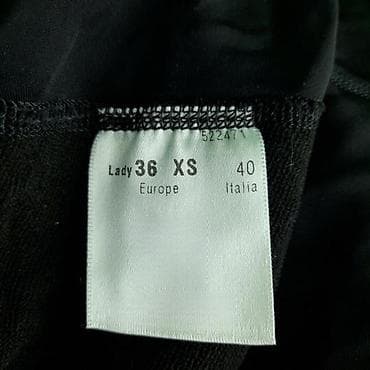 522471
Lady 36 XS 40
Europe Italia